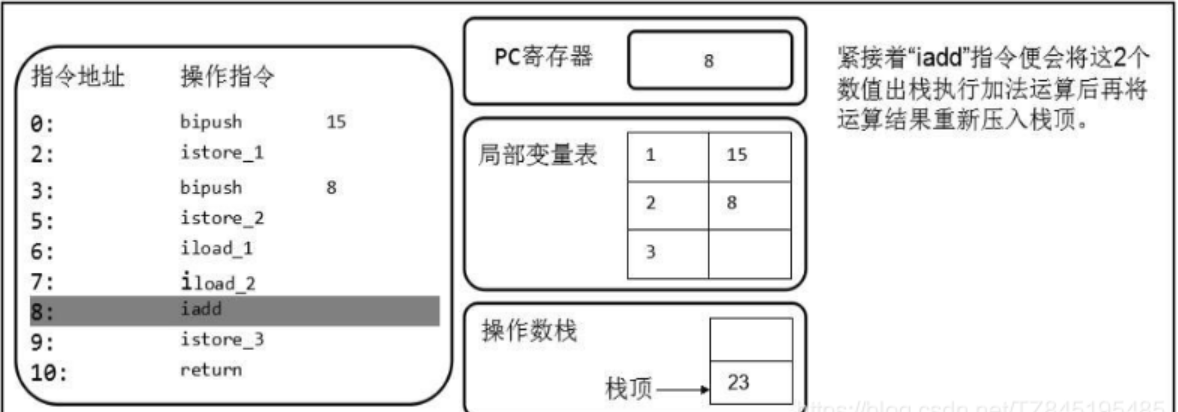 指令地址 操作指令
0: bipush 15
2: istore_1
3: bipush 8
5: istore_2
6: iload_1
7: iload_2
8: iadd
9: istore_3
10: return
PC寄存器 8
局部变量表 1 15
2 8
3
操作数栈
栈顶 23
紧接着“iadd”指令便会将这2个
数值出栈执行加法运算后再将
运算结果重新压入栈顶。
https://blog.csdn.net/TZ845195485